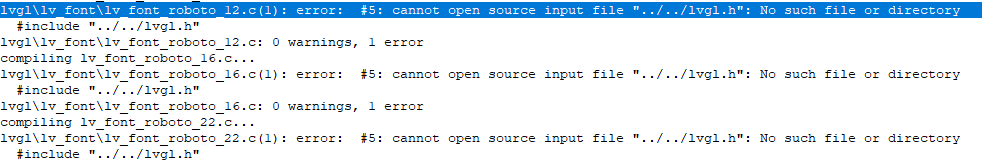 lvgl\lv_font\lv_font_roboto_12.c(1): error:  #5: cannot open source input file "../../lvgl.h": No such file or directory
  #include "../../lvgl.h"
lvgl\lv_font\lv_font_roboto_12.c: 0 warnings, 1 error
compiling lv_font_roboto_16.c...
lvgl\lv_font\lv_font_roboto_16.c(1): error:  #5: cannot open source input file "../../lvgl.h": No such file or directory
  #include "../../lvgl.h"
lvgl\lv_font\lv_font_roboto_16.c: 0 warnings, 1 error
compiling lv_font_roboto_22.c...
lvgl\lv_font\lv_font_roboto_22.c(1): error:  #5: cannot open source input file "../../lvgl.h": No such file or directory
  #include "../../lvgl.h"